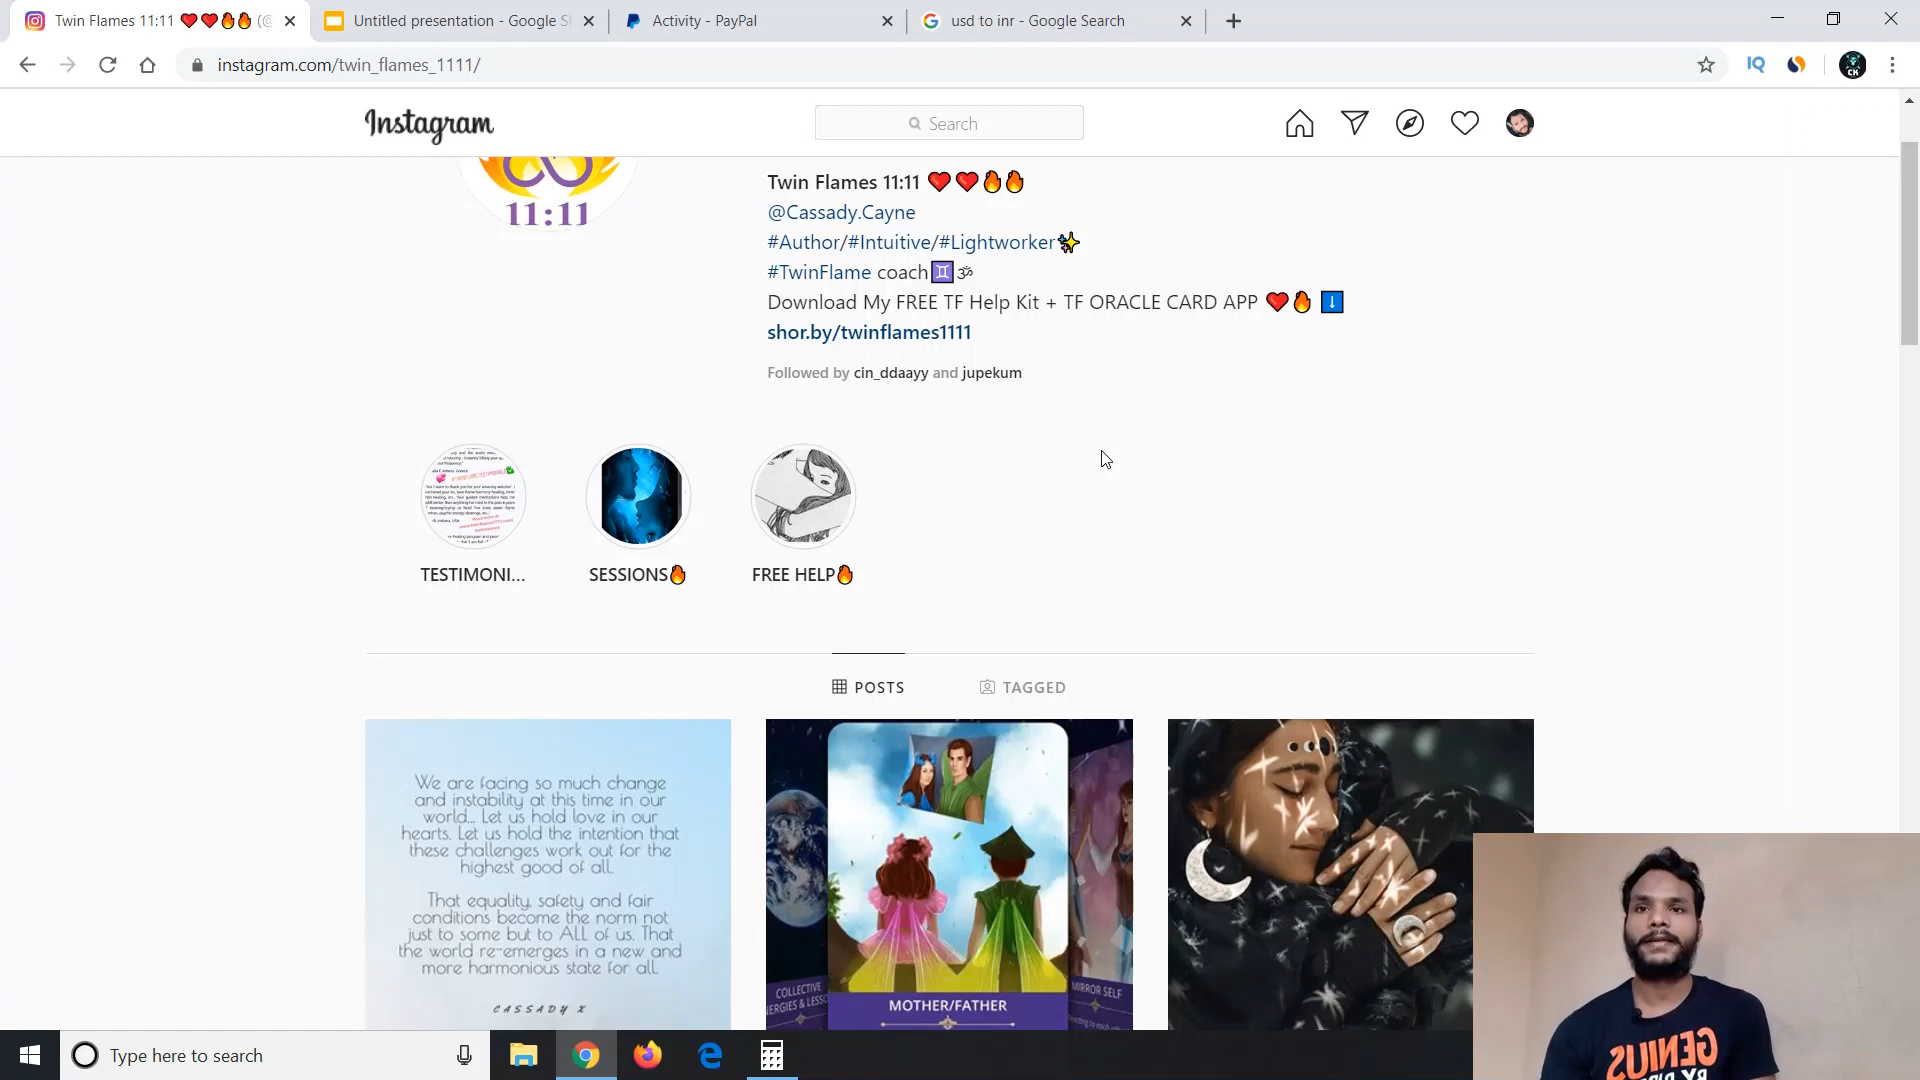 Twin Flames 11:11 ❤️❤️🔥🔥 (@
Untitled presentation - Google Sl
Activity - PayPal
usd to inr - Google Search
instagram.com/twin_flames_1111/
IQ
CK
Instagram
Search
11:11
Twin Flames 11:11 ❤️❤️🔥🔥
@Cassady.Cayne
#Author/#Intuitive/#Lightworker✨
#TwinFlame coach♊🕉
Download My FREE TF Help Kit + TF ORACLE CARD APP ❤️🔥 ⬇️
shor.by/twinflames1111
Followed by cin_ddaayy and jupekum
TESTIMONI...
SESSIONS🔥
FREE HELP🔥
POSTS
TAGGED
We are facing so much change
and instability at this time in our
world... Let us hold love in our
hearts. Let us hold the intention that
these challenges work out for the
highest good of all.
That equality, safety and fair
conditions become the norm not
just to some but to ALL of us. That
the world re-emerges in a new and
more harmonious state for all.
CASSADY X
COLLECTIVE
MOTHER/FATHER
MIRROR SELF
Type here to search
GENIUS